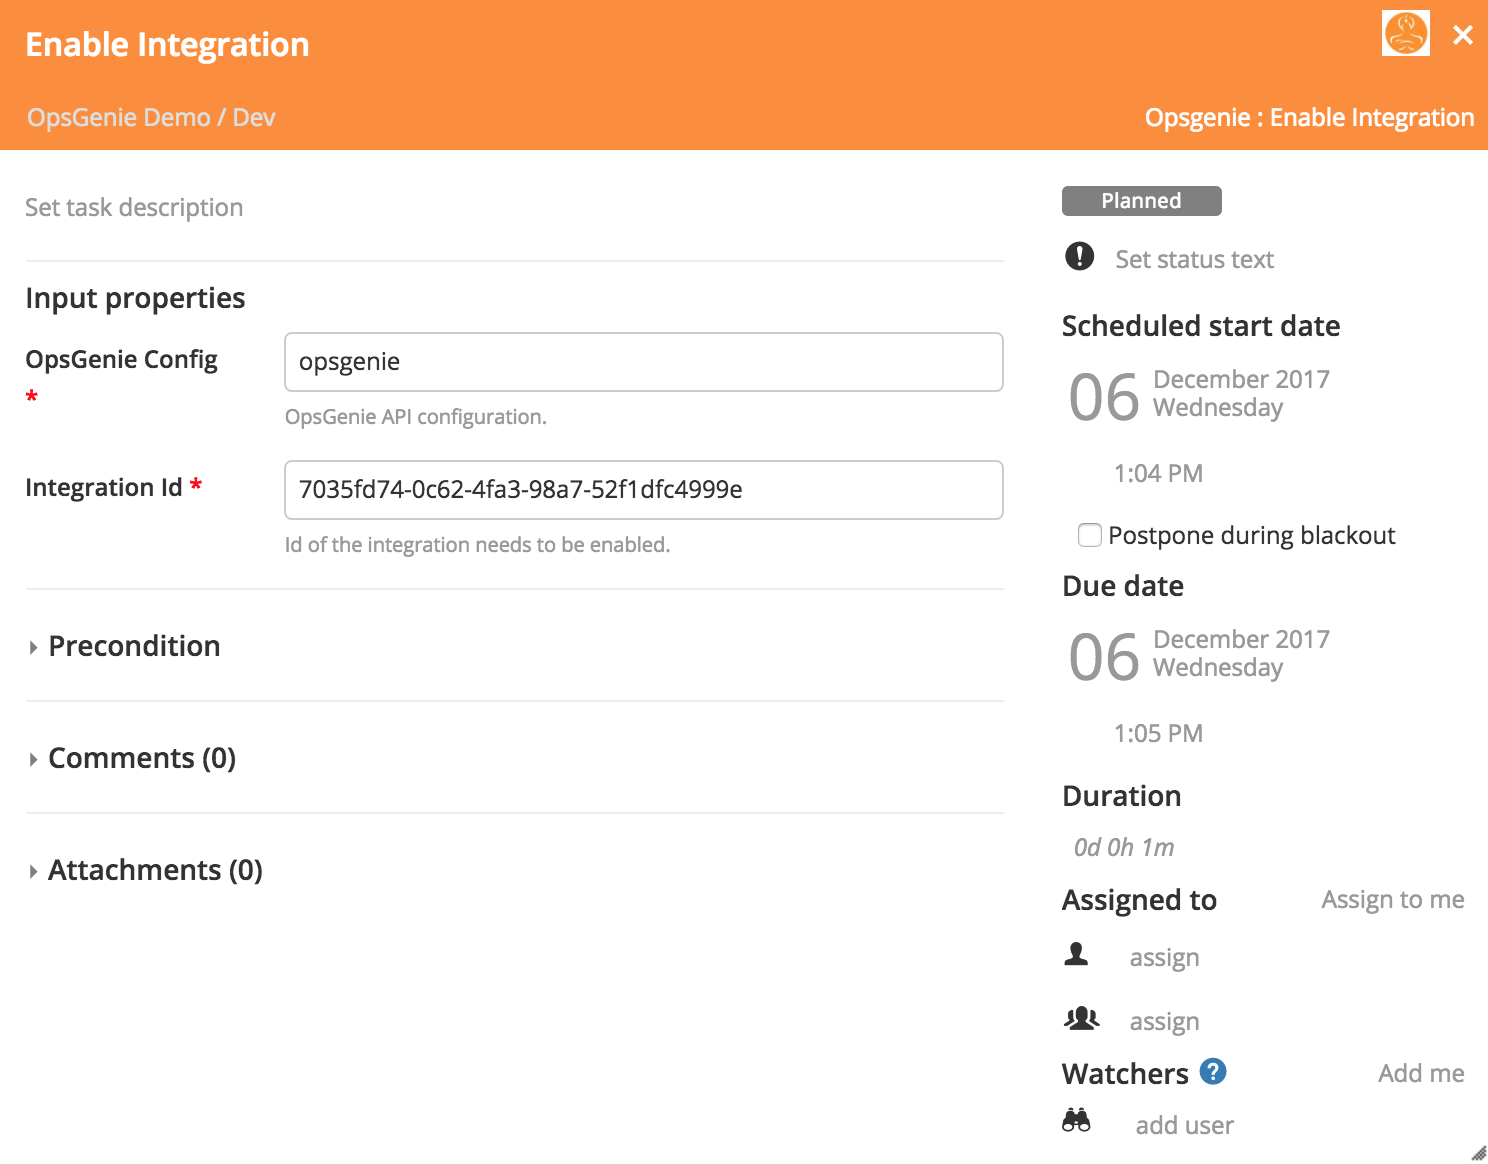 Enable Integration
OpsGenie Demo / Dev
Opsgenie : Enable Integration
Set task description
Input properties
OpsGenie Config
*
opsgenie
OpsGenie API configuration.
Integration Id *
7035fd74-0c62-4fa3-98a7-52f1dfc4999e
Id of the integration needs to be enabled.
Precondition
Comments (0)
Attachments (0)
Planned
Set status text
Scheduled start date
06 December 2017
Wednesday
1:04 PM
Postpone during blackout
Due date
06 December 2017
Wednesday
1:05 PM
Duration
0d 0h 1m
Assigned to Assign to me
assign
assign
Watchers ? Add me
add user